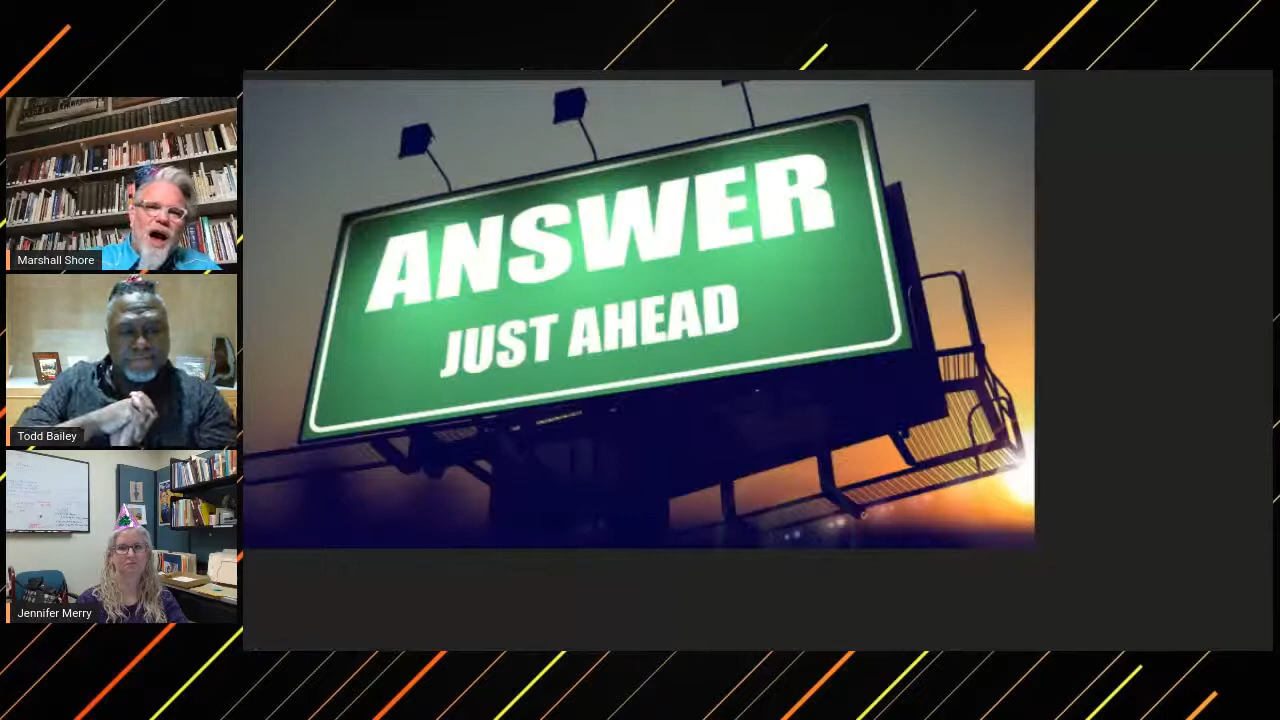 Marshall Shore
Todd Bailey
Jennifer Merry
ANSWER
JUST AHEAD